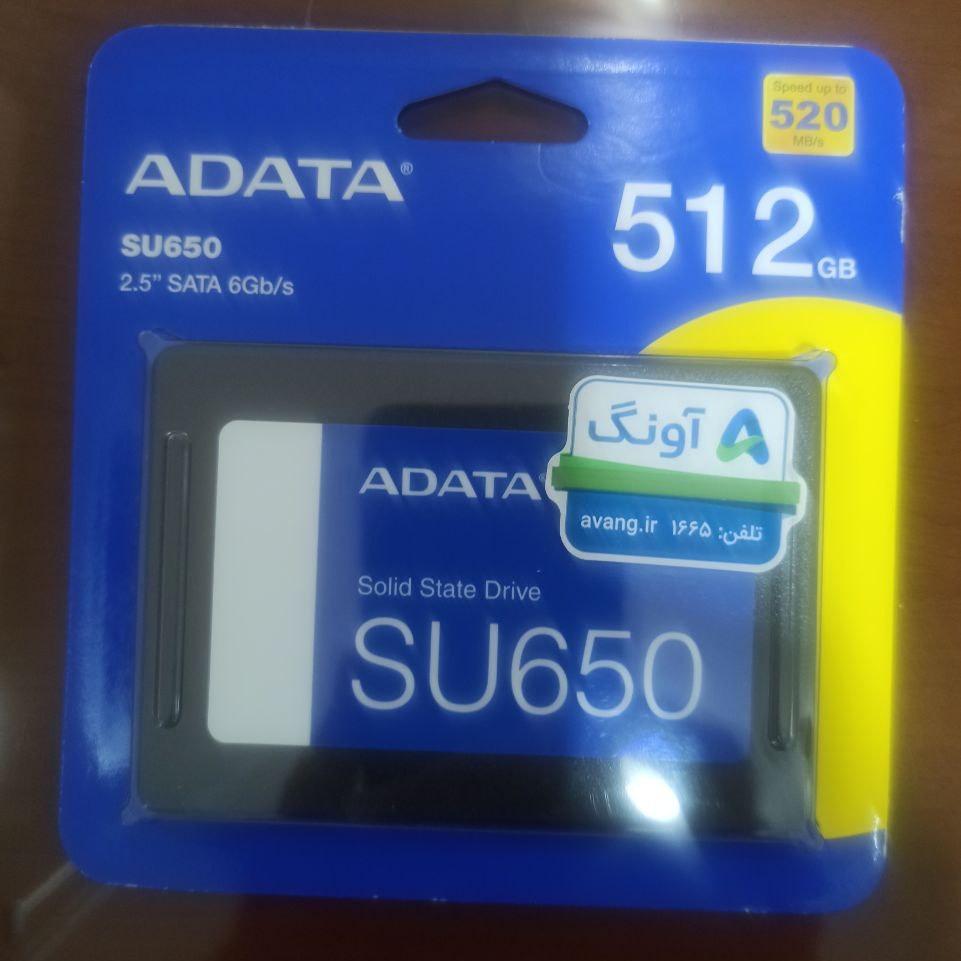 Speed up to
520
MB/s
ADATA®
512GB
SU650
2.5” SATA 6Gb/s
آونگ
تلفن: ۱۶۶۵ avang.ir
ADATA®
Solid State Drive
SU650